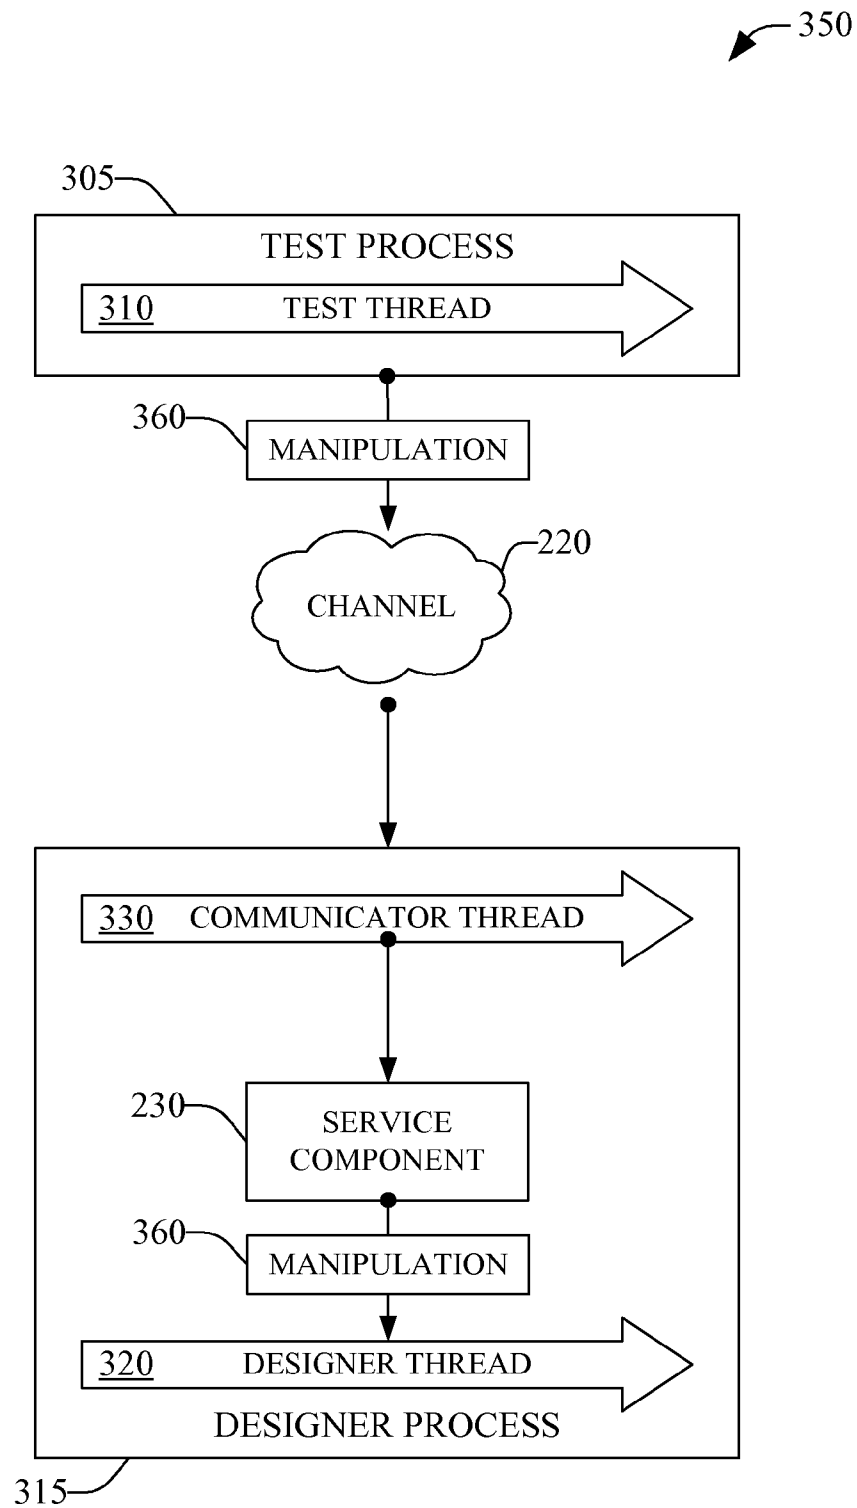 350
305
TEST PROCESS
310 TEST THREAD
360
MANIPULATION
220
CHANNEL
330 COMMUNICATOR THREAD
230
SERVICE
COMPONENT
360
MANIPULATION
320 DESIGNER THREAD
DESIGNER PROCESS
315